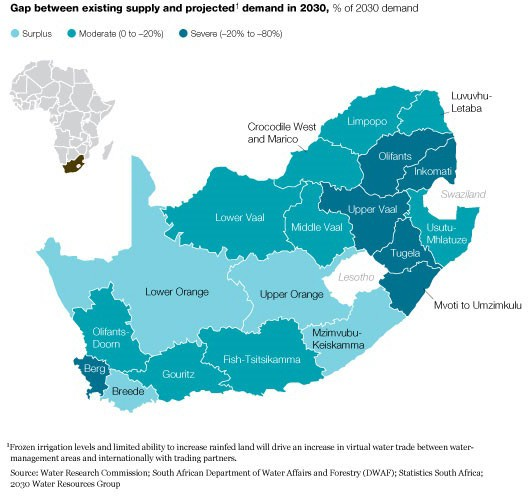 Gap between existing supply and projected¹ demand in 2030, % of 2030 demand
Surplus
Moderate (0 to –20%)
Severe (–20% to –80%)
Luvuvhu-
Letaba
Limpopo
Crocodile West
and Marico
Olifants
Inkomati
Swaziland
Upper Vaal
Lower Vaal
Middle Vaal
Usutu-
Mhlatuze
Tugela
Lesotho
Lower Orange
Upper Orange
Mvoti to Umzimkulu
Mzimvubu-
Keiskamma
Olifants-
Doorn
Fish-Tsitsikamma
Berg
Gouritz
Breede
¹Frozen irrigation levels and limited ability to increase rainfed land will drive an increase in virtual water trade between water-
management areas and internationally with trading partners.
Source: Water Research Commission; South African Department of Water Affairs and Forestry (DWAF); Statistics South Africa;
2030 Water Resources Group